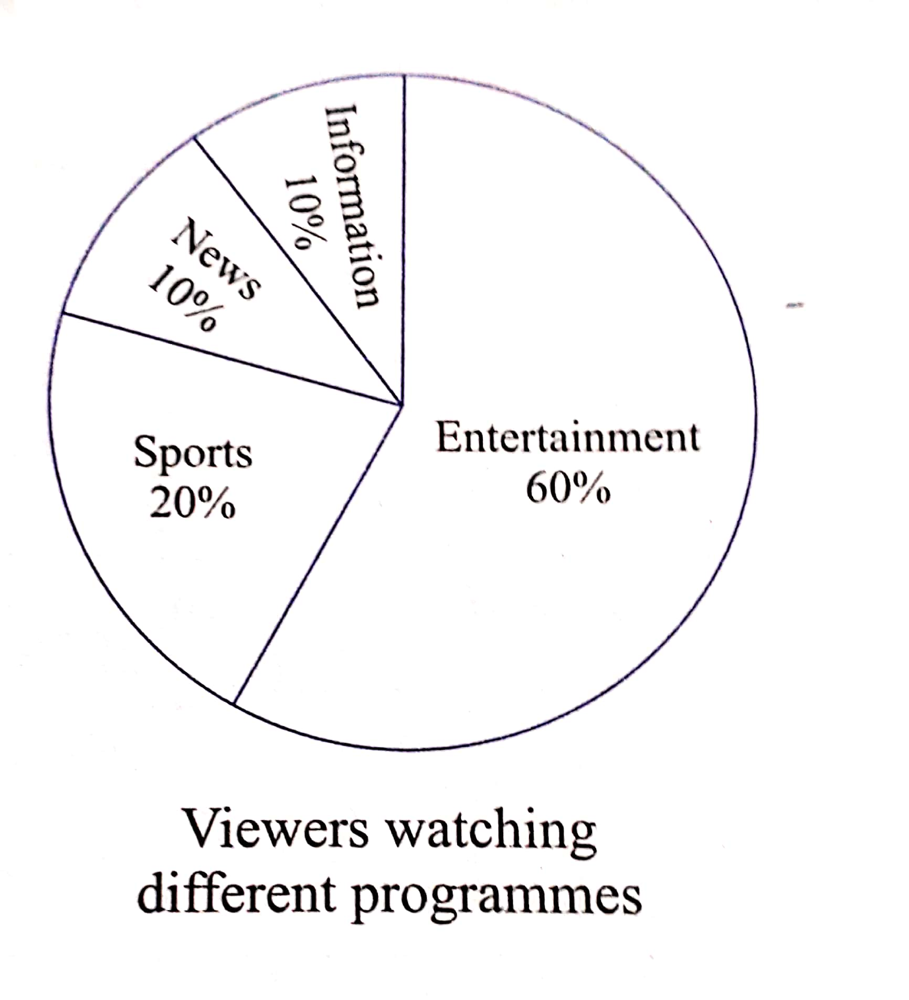 Information
10%
News
10%
Sports
20%
Entertainment
60%
Viewers watching
different programmes